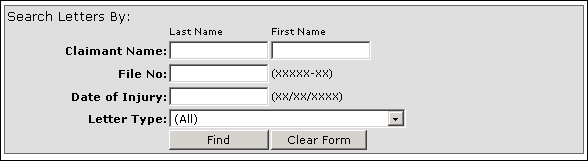 Search Letters By:
Last Name First Name
Claimant Name:
File No: (XXXXX-XX)
Date of Injury: (XX/XX/XXXX)
Letter Type: (All)
Find Clear Form